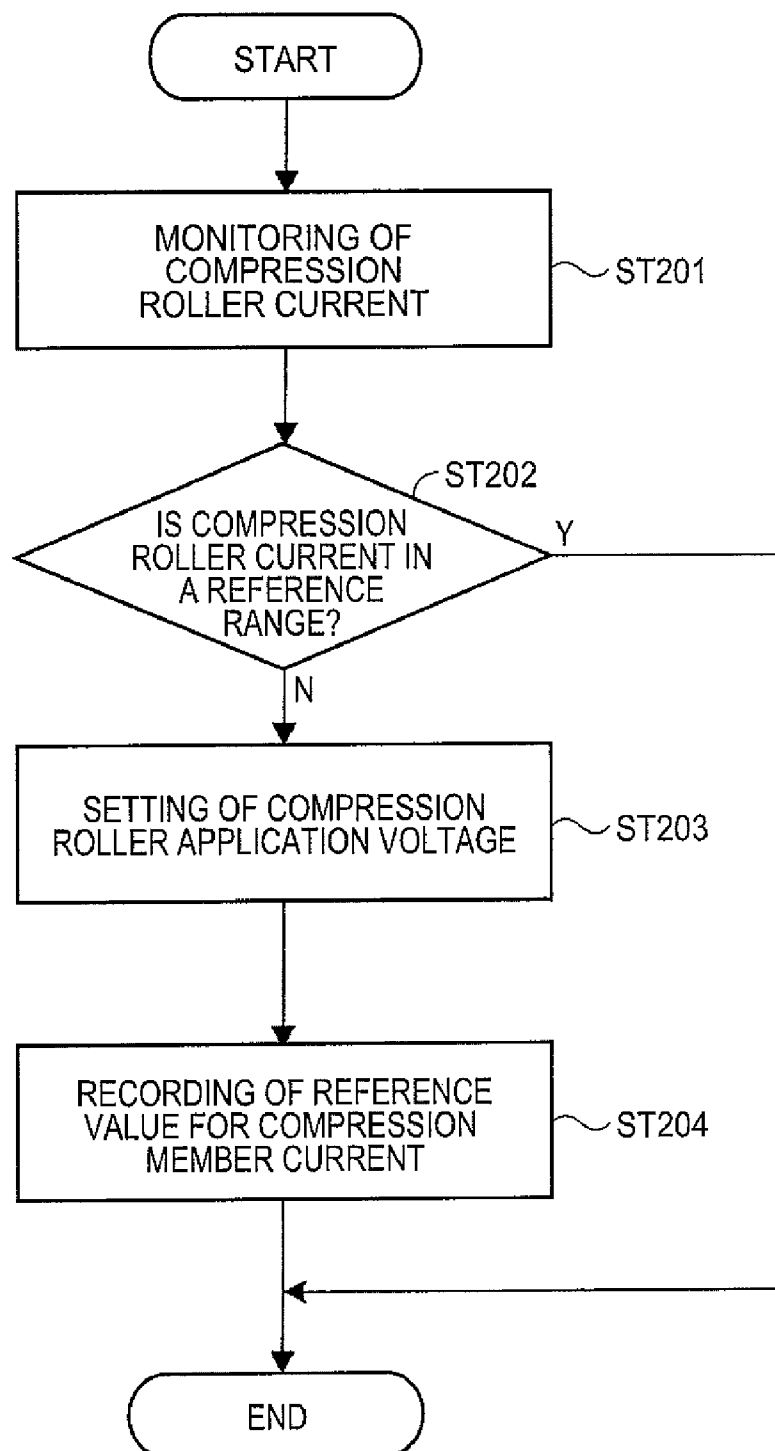 START
MONITORING OF
COMPRESSION
ROLLER CURRENT
ST201
ST202
IS COMPRESSION
ROLLER CURRENT IN
A REFERENCE
RANGE?
Y
N
SETTING OF COMPRESSION
ROLLER APPLICATION VOLTAGE
ST203
RECORDING OF REFERENCE
VALUE FOR COMPRESSION
MEMBER CURRENT
ST204
END